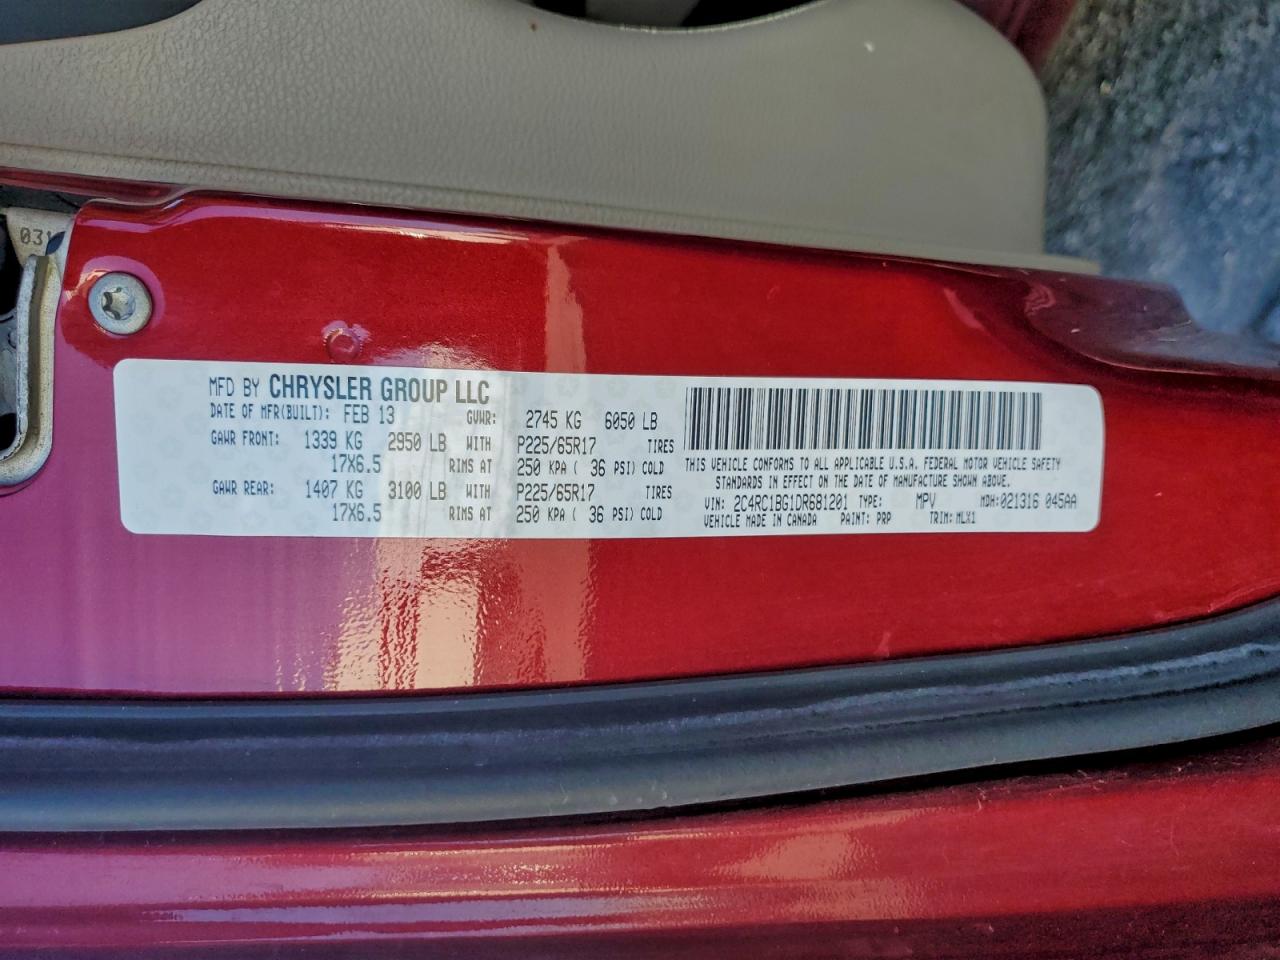 031
MFD BY CHRYSLER GROUP LLC
DATE OF MFR(BUILT): FEB 13 GVWR: 2745 KG 6050 LB
GAWR FRONT: 1339 KG 2950 LB WITH P225/65R17 TIRES
17X6.5 RIMS AT 250 KPA ( 36 PSI) COLD
GAWR REAR: 1407 KG 3100 LB WITH P225/65R17 TIRES
17X6.5 RIMS AT 250 KPA ( 36 PSI) COLD
THIS VEHICLE CONFORMS TO ALL APPLICABLE U.S.A. FEDERAL MOTOR VEHICLE SAFETY
STANDARDS IN EFFECT ON THE DATE OF MANUFACTURE SHOWN ABOVE.
VIN: 2C4RC1BG1DR681201 TYPE: MPV MDH:021316 045AA
VEHICLE MADE IN CANADA PAINT: PRP TRIM: MLX1